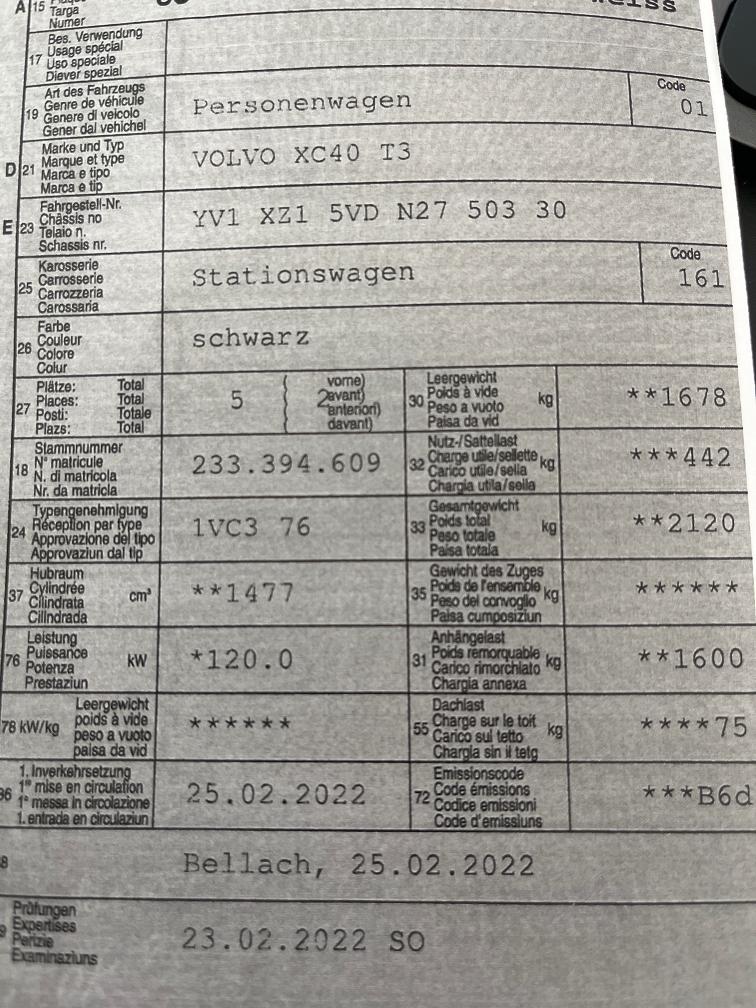 A 15 Targa
Numer
17 Bes. Verwendung
Usage spécial
Uso speciale
Diever spezial
19 Art des Fahrzeugs
Genre de véhicule
Genere di veicolo
Gener dal vehichel
Personenwagen
Code
01
D 21 Marke und Typ
Marque et type
Marca e tipo
Marca e tip
VOLVO XC40 T3
E 23 Fahrgestell-Nr.
Châssis no
Telaio n.
Schassis nr.
YV1 XZ1 5VD N27 503 30
25 Karosserie
Carrosserie
Carrozzeria
Carossaria
Stationswagen
Code
161
26 Farbe
Couleur
Colore
Colur
schwarz
27 Plätze: Total
Places: Total
Posti: Totale
Plazs: Total
5
vorne)
2 avant)
anteriori)
davant)
30 Leergewicht
Poids à vide
Peso a vuoto
Paisa da vid
kg
**1678
18 Stammnummer
N° matricule
N. di matricola
Nr. da matricla
233.394.609
32 Nutz-/Sattellast
Charge utile/sellette
Carico utile/sella
Chargia utila/sella
kg
***442
24 Typengenehmigung
Réception par type
Approvazione del tipo
Approvaziun dal tip
1VC3 76
33 Gesamtgewicht
Poids total
Peso totale
Paisa totala
kg
**2120
37 Hubraum
Cylindrée
Cilindrata
Cilindrada
cm³
**1477
35 Gewicht des Zuges
Poids de l'ensemble
Peso del convoglio
Paisa cumposiziun
kg
******
76 Leistung
Puissance
Potenza
Prestaziun
kW
*120.0
31 Anhängelast
Poids remorquable
Carico rimorchiato
Chargia annexa
kg
**1600
78 kW/kg Leergewicht
poids à vide
peso a vuoto
paisa da vid
******
55 Dachlast
Charge sur le toit
Carico sul tetto
Chargia sin il tetg
kg
****75
36 1. Inverkehrsetzung
1re mise en circulation
1a messa in circolazione
1. entrada en circulaziun
25.02.2022
72 Emissionscode
Code émissions
Codice emissioni
Code d'emissiuns
***B6d
8
Bellach, 25.02.2022
9 Prüfungen
Expertises
Perizie
Examinaziuns
23.02.2022 SO